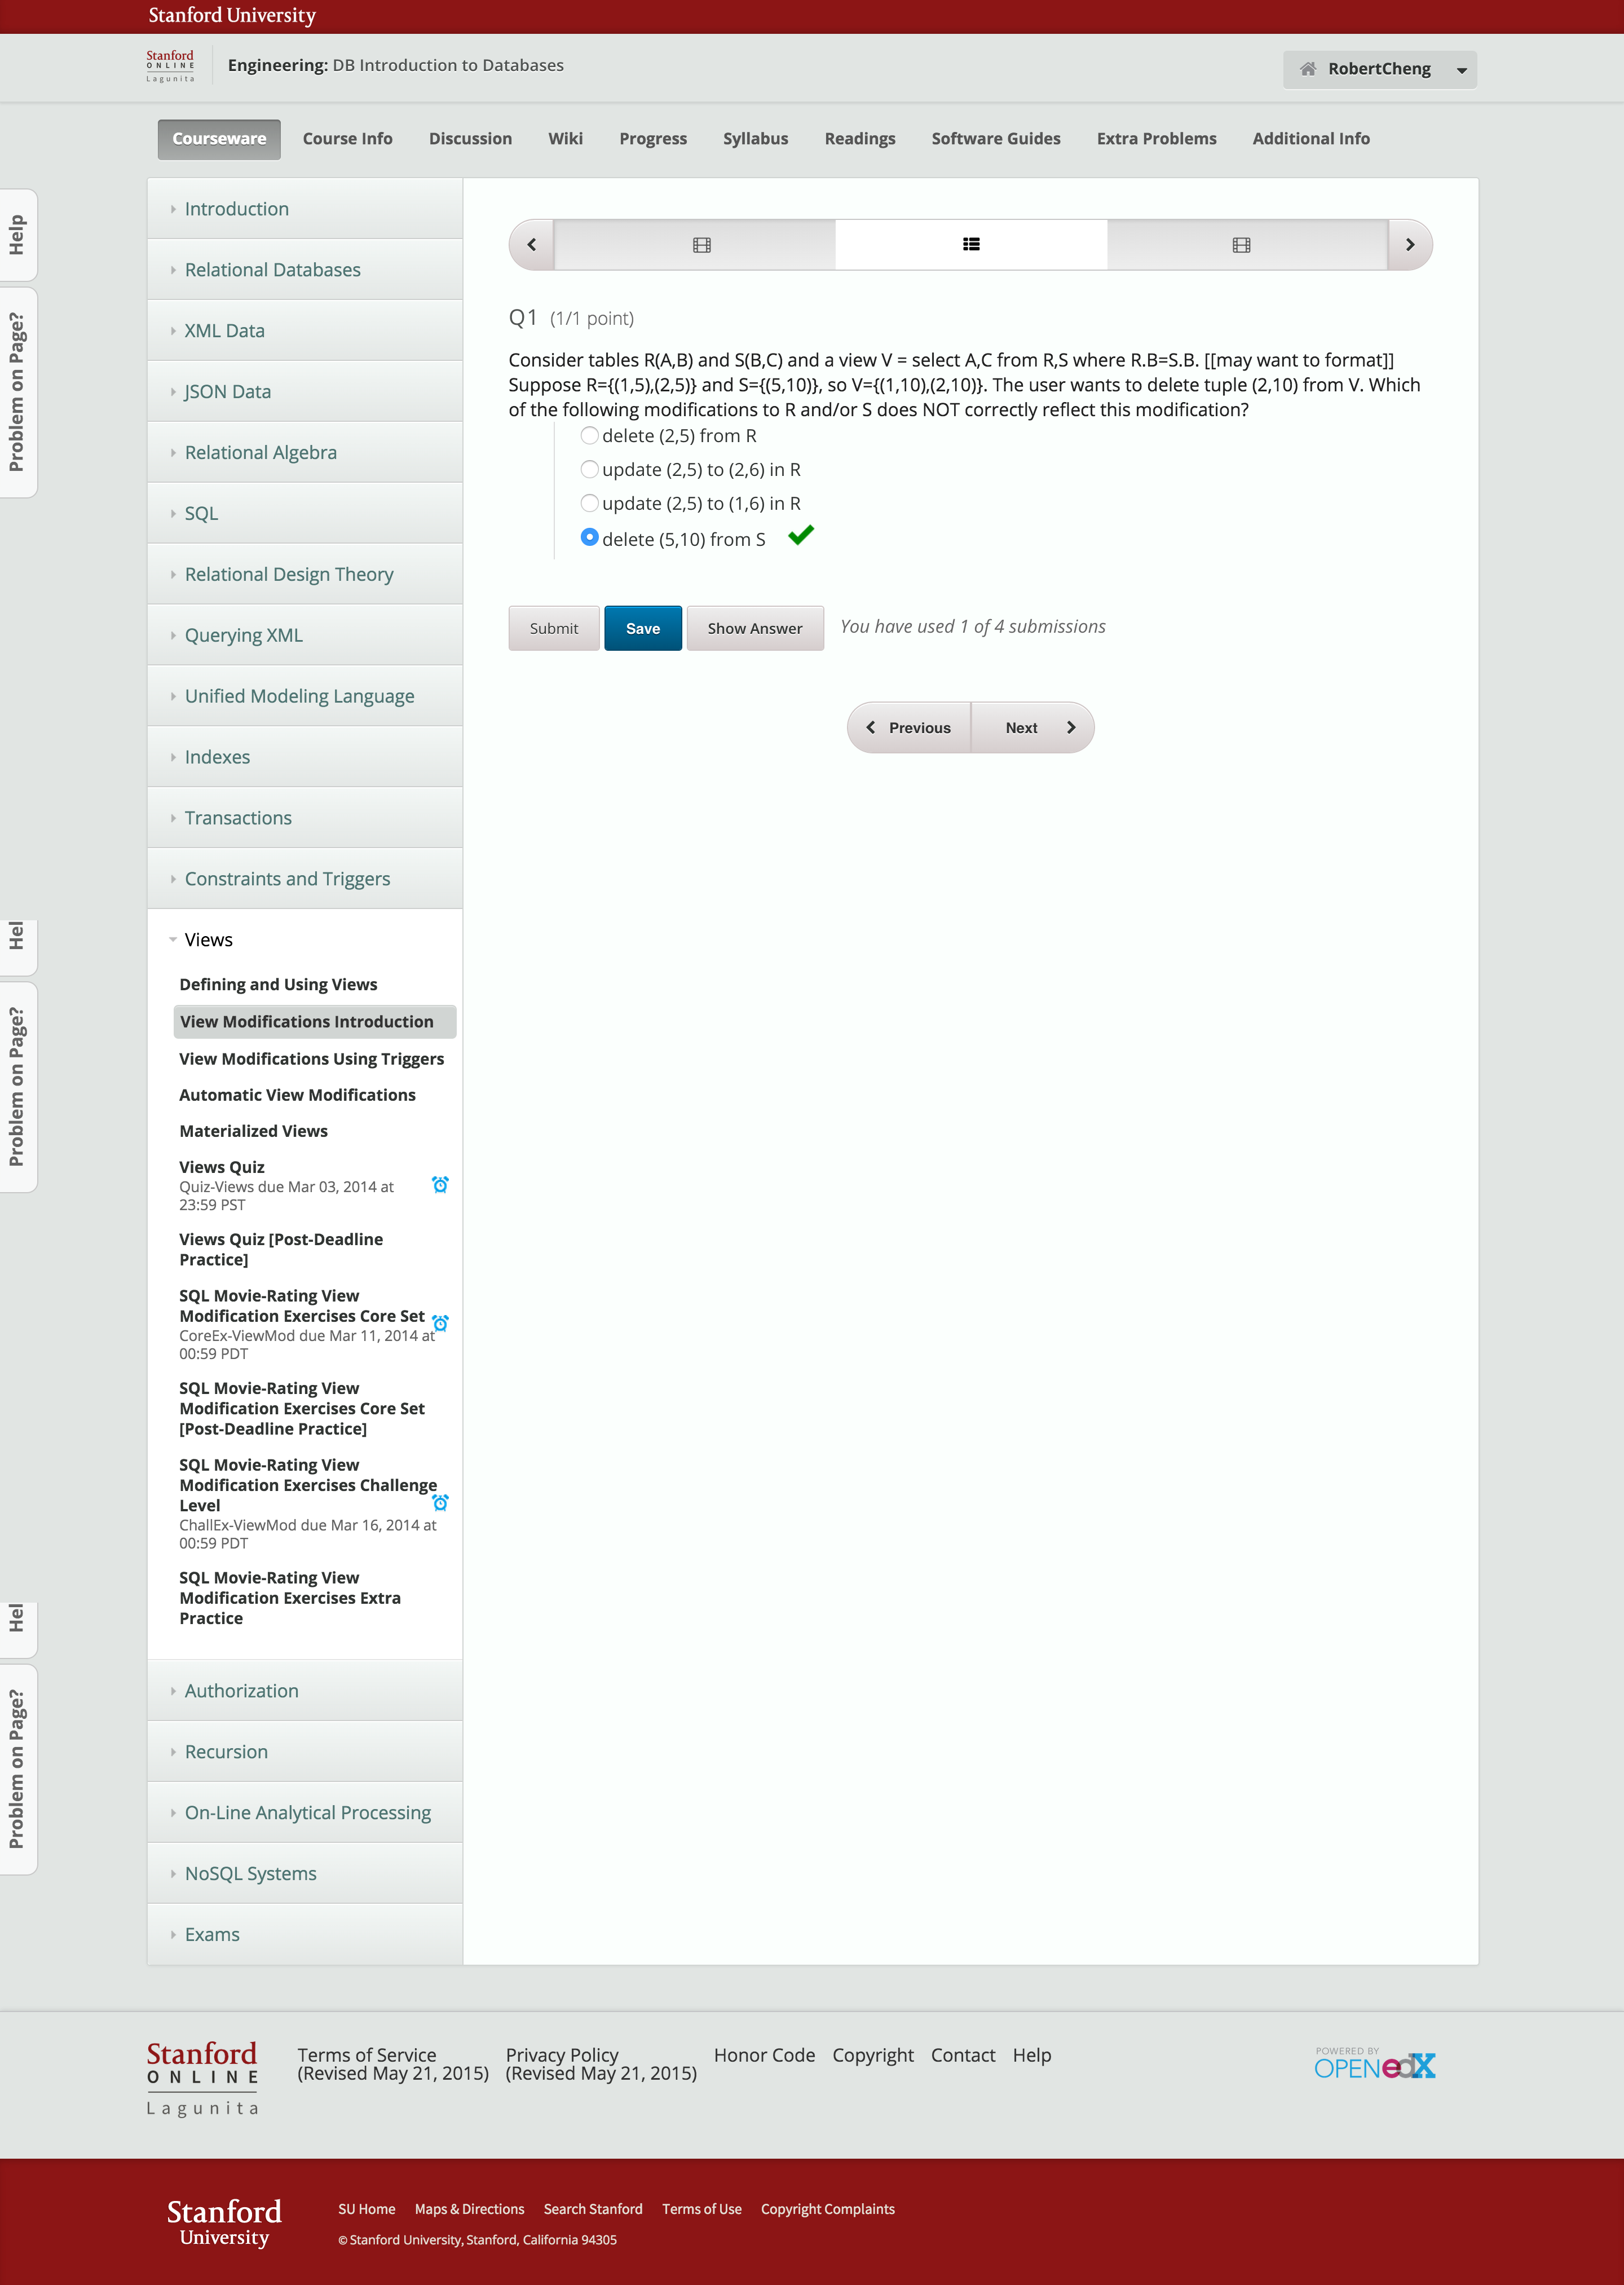 Stanford University
Stanford
ONLINE
Lagunita
Engineering: DB Introduction to Databases
RobertCheng
Courseware
Course Info
Discussion
Wiki
Progress
Syllabus
Readings
Software Guides
Extra Problems
Additional Info
Help
Problem on Page?
Introduction
Relational Databases
XML Data
JSON Data
Relational Algebra
SQL
Relational Design Theory
Querying XML
Unified Modeling Language
Indexes
Transactions
Constraints and Triggers
Views
Defining and Using Views
View Modifications Introduction
View Modifications Using Triggers
Automatic View Modifications
Materialized Views
Views Quiz
Quiz-Views due Mar 03, 2014 at
23:59 PST
Views Quiz [Post-Deadline
Practice]
SQL Movie-Rating View
Modification Exercises Core Set
CoreEx-ViewMod due Mar 11, 2014 at
00:59 PDT
SQL Movie-Rating View
Modification Exercises Core Set
[Post-Deadline Practice]
SQL Movie-Rating View
Modification Exercises Challenge
Level
ChallEx-ViewMod due Mar 16, 2014 at
00:59 PDT
SQL Movie-Rating View
Modification Exercises Extra
Practice
Authorization
Recursion
On-Line Analytical Processing
NoSQL Systems
Exams
Hel
Problem on Page?
Hel
Problem on Page?
Q1 (1/1 point)
Consider tables R(A,B) and S(B,C) and a view V = select A,C from R,S where R.B=S.B. [[may want to format]]
Suppose R={(1,5),(2,5)} and S={(5,10)}, so V={(1,10),(2,10)}. The user wants to delete tuple (2,10) from V. Which
of the following modifications to R and/or S does NOT correctly reflect this modification?
delete (2,5) from R
update (2,5) to (2,6) in R
update (2,5) to (1,6) in R
delete (5,10) from S
Submit
Save
Show Answer
You have used 1 of 4 submissions
Previous
Next
Stanford
ONLINE
Lagunita
Terms of Service
(Revised May 21, 2015)
Privacy Policy
(Revised May 21, 2015)
Honor Code
Copyright
Contact
Help
POWERED BY
OPEN edX
Stanford
University
SU Home
Maps & Directions
Search Stanford
Terms of Use
Copyright Complaints
© Stanford University, Stanford, California 94305